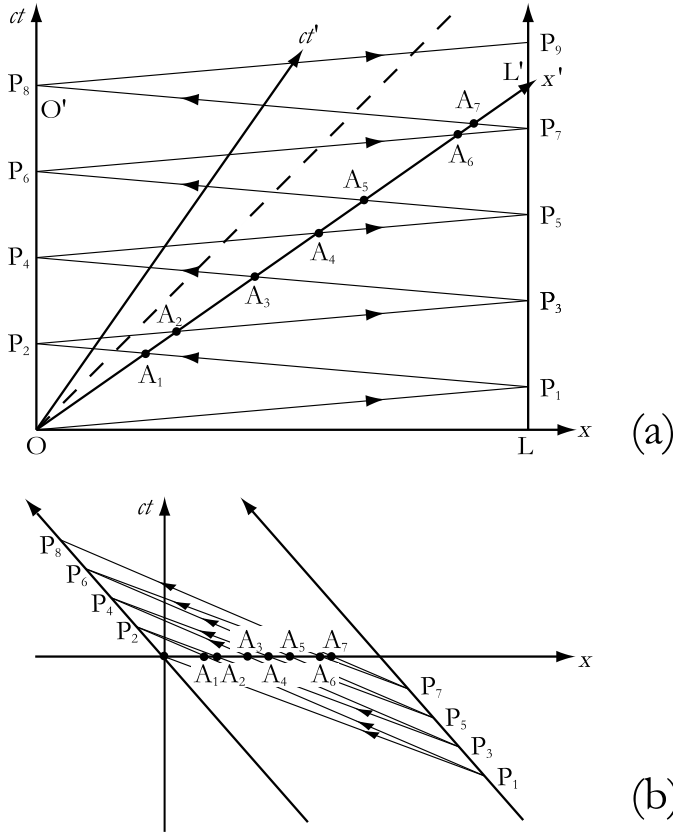 ct
ct'
P₉
L'
x'
P₈
O'
A₇
P₇
A₆
P₆
A₅
P₅
A₄
P₄
A₃
P₃
A₂
P₂
A₁
P₁
O
L
x
(a)
ct
P₈
P₆
P₄
P₂
A₃ A₅ A₇
x
A₁ A₂ A₄ A₆
P₇
P₅
P₃
P₁
(b)